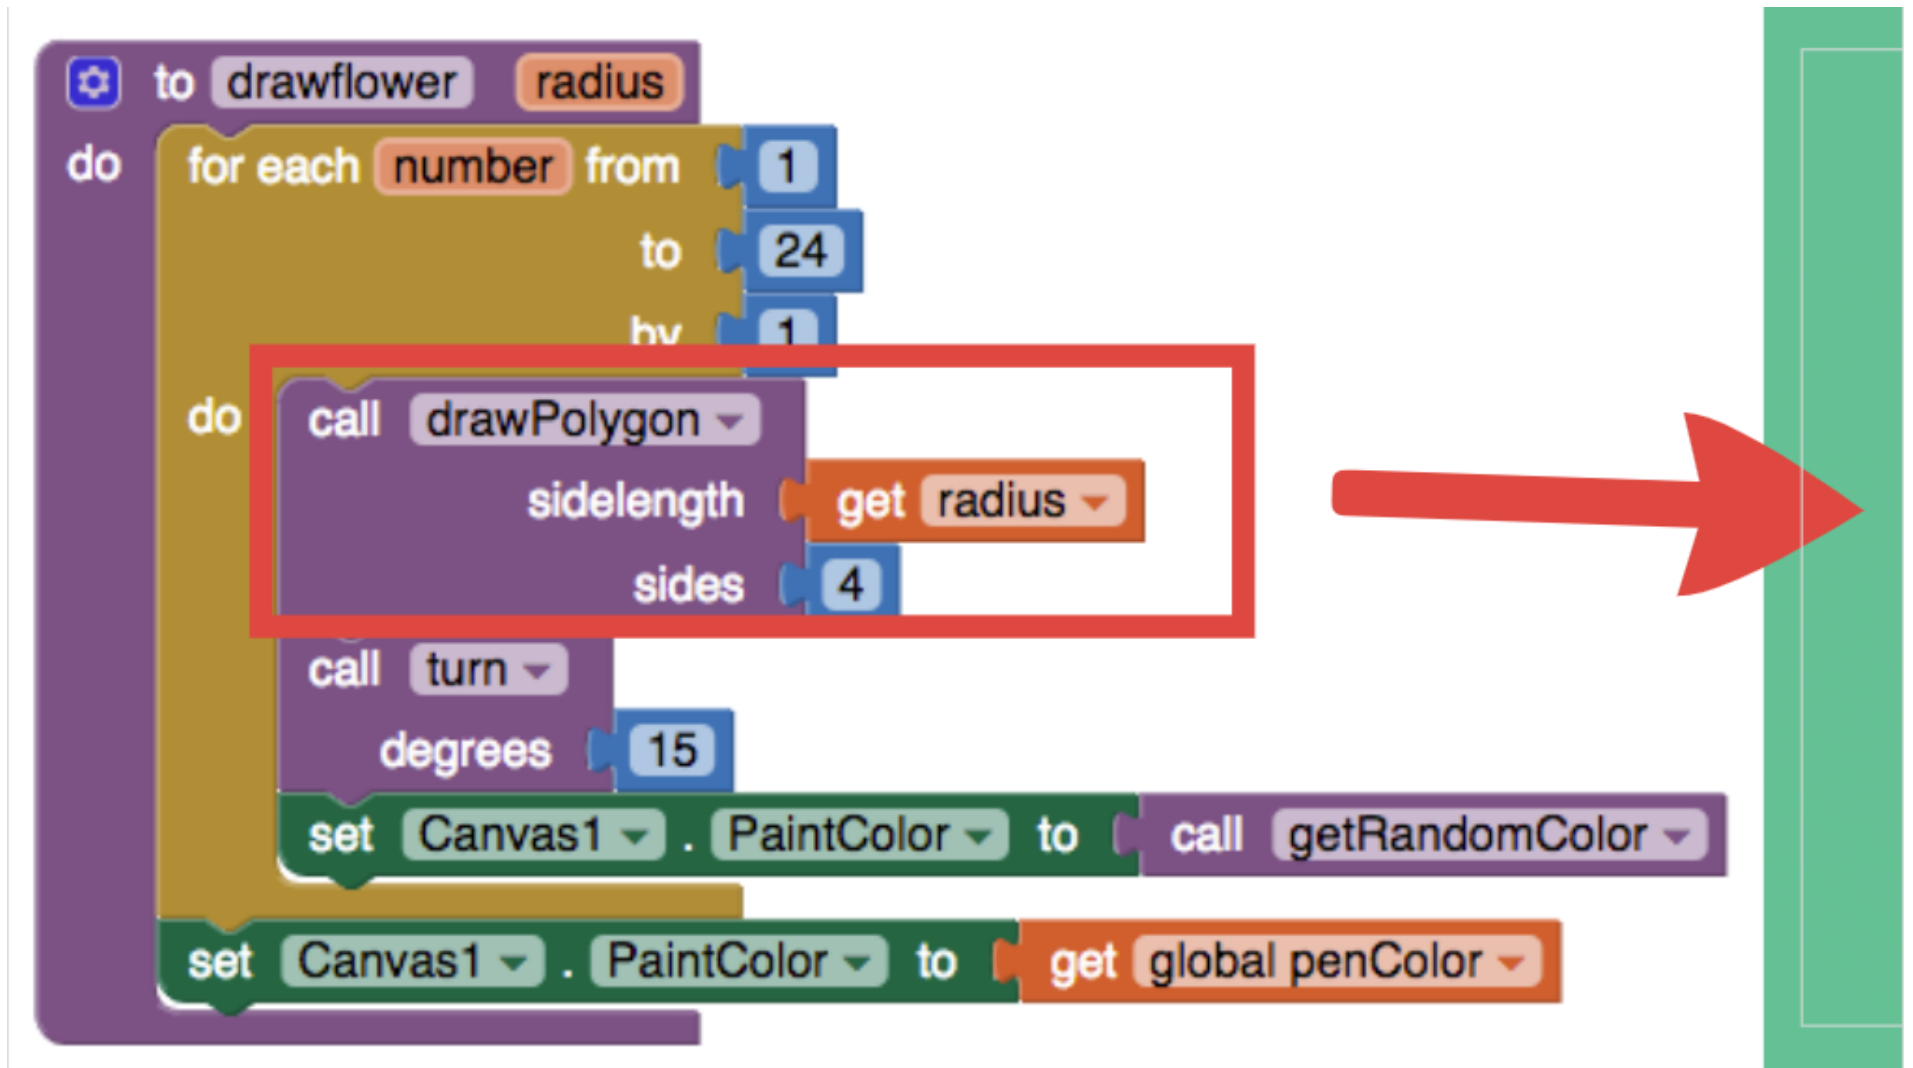 to drawflower radius
do for each number from 1
to 24
by 1
do call drawPolygon
sidelength get radius
sides 4
call turn
degrees 15
set Canvas1 . PaintColor to call getRandomColor
set Canvas1 . PaintColor to get global penColor